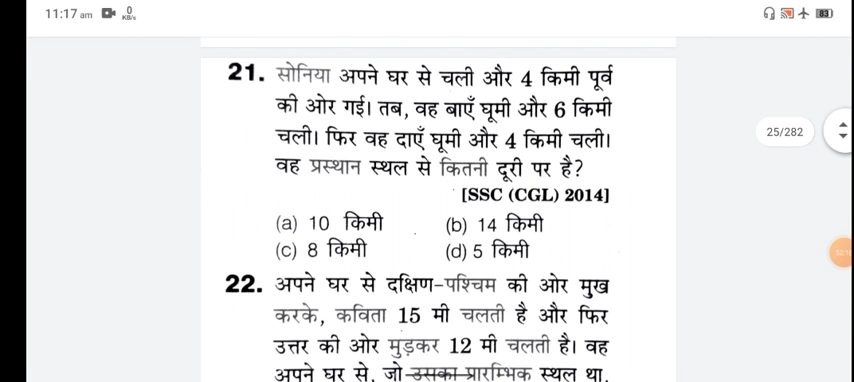 11:17 am 0 KB/s 83
21. सोनिया अपने घर से चली और 4 किमी पूर्व
की ओर गई। तब, वह बाएँ घूमी और 6 किमी
चली। फिर वह दाएँ घूमी और 4 किमी चली।
वह प्रस्थान स्थल से कितनी दूरी पर है?
[SSC (CGL) 2014]
(a) 10 किमी (b) 14 किमी
(c) 8 किमी (d) 5 किमी
25/282
22. अपने घर से दक्षिण-पश्चिम की ओर मुख
करके, कविता 15 मी चलती है और फिर
उत्तर की ओर मुड़कर 12 मी चलती है। वह
अपने घर से, जो उसका प्रारम्भिक स्थल था,